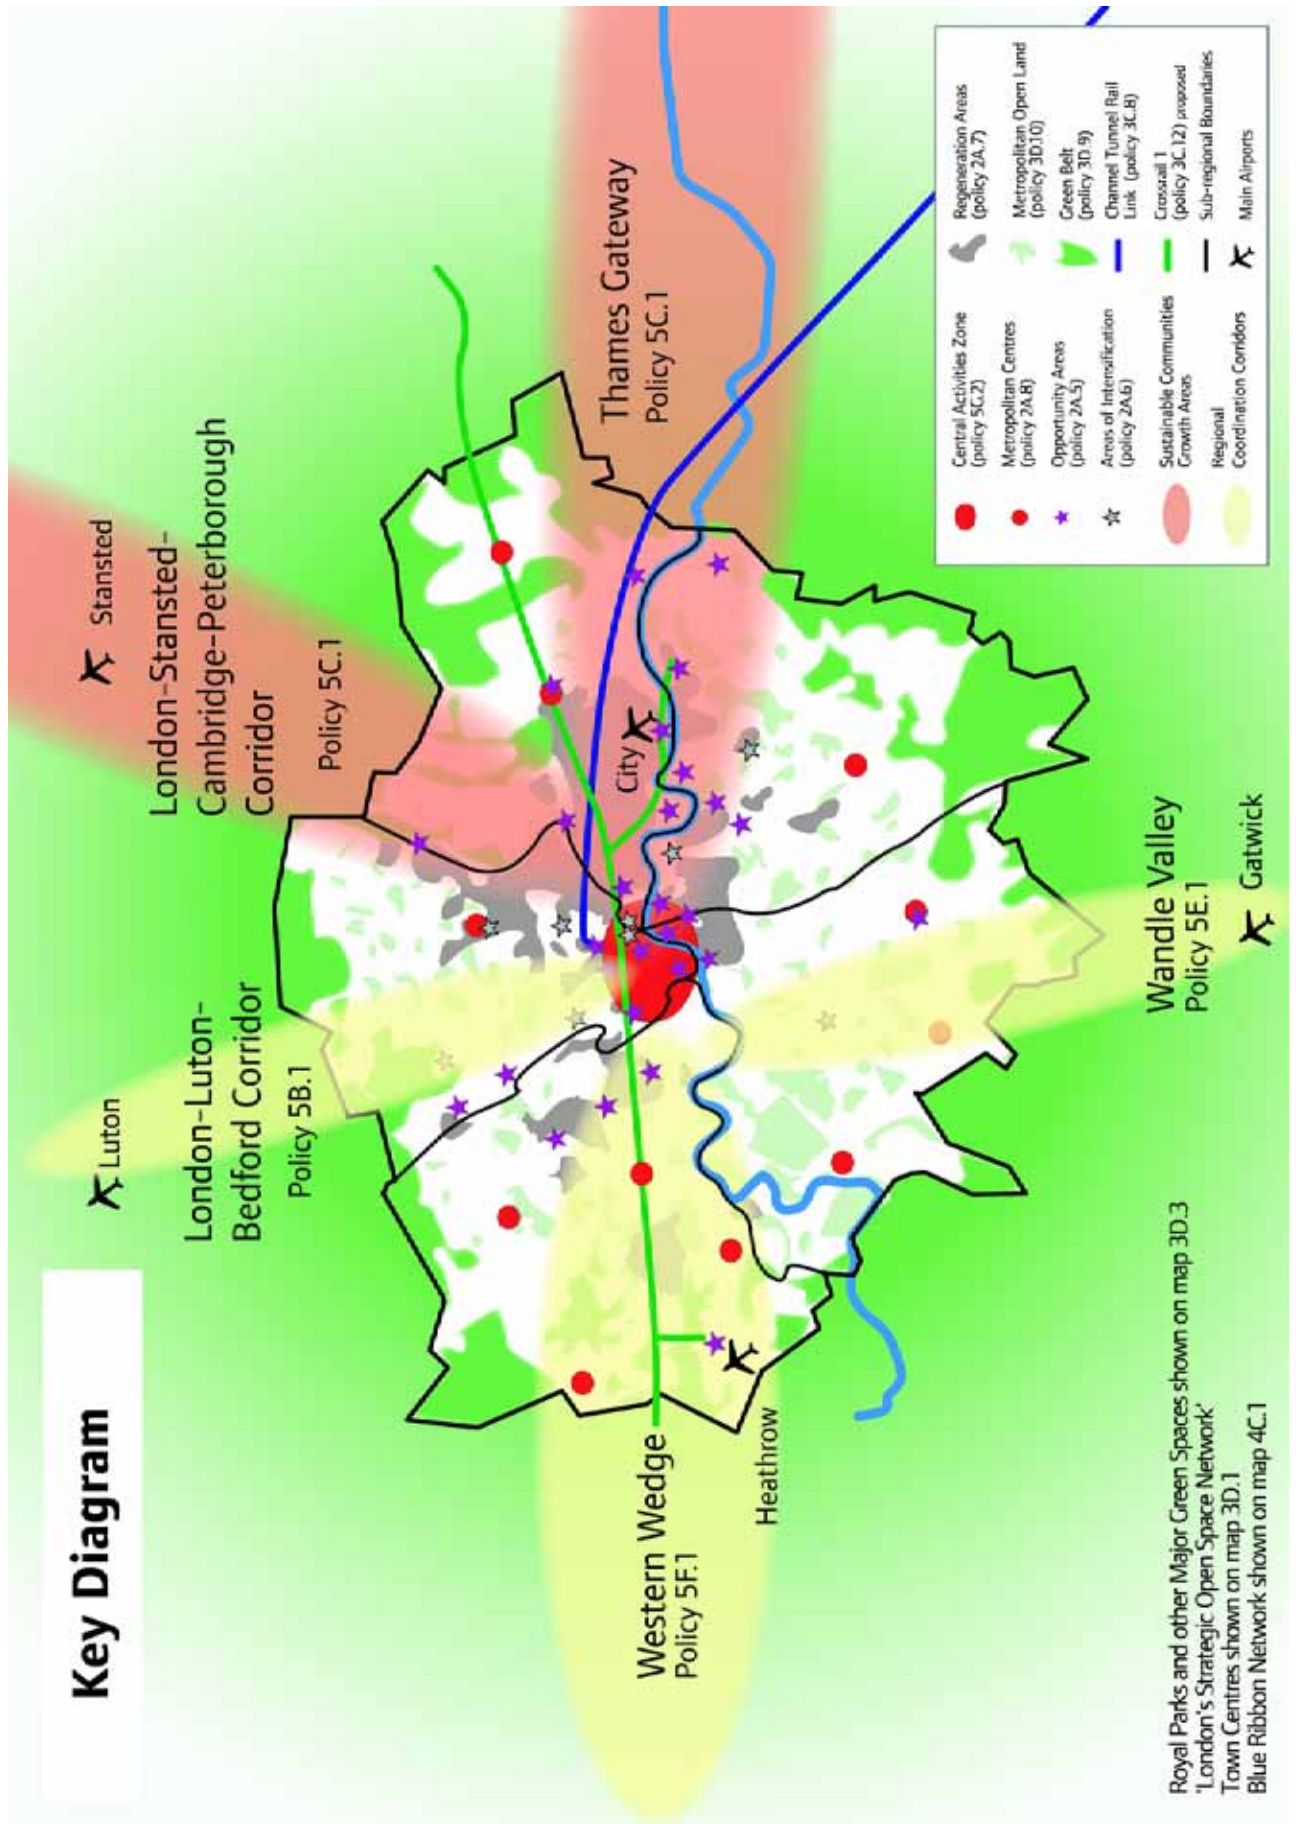 Key Diagram
Luton
London-Luton-
Bedford Corridor
Policy 5B.1
Stansted
London-Stansted-
Cambridge-Peterborough
Corridor
Policy 5C.1
Thames Gateway
Policy 5C.1
City
Western Wedge
Policy 5F.1
Heathrow
Wandle Valley
Policy 5E.1
Gatwick
Central Activities Zone
(policy 5G.2)
Metropolitan Centres
(policy 2A.8)
Opportunity Areas
(policy 2A.5)
Areas of Intensification
(policy 2A.6)
Sustainable Communities
Growth Areas
Regional
Coordination Corridors
Regeneration Areas
(policy 2A.7)
Metropolitan Open Land
(policy 3D.10)
Green Belt
(policy 3D.9)
Channel Tunnel Rail
Link (policy 3C.8)
Crossrail 1
(policy 3C.12) proposed
Sub-regional Boundaries
Main Airports
Royal Parks and other Major Green Spaces shown on map 3D.3
'London's Strategic Open Space Network'
Town Centres shown on map 3D.1
Blue Ribbon Network shown on map 4C.1